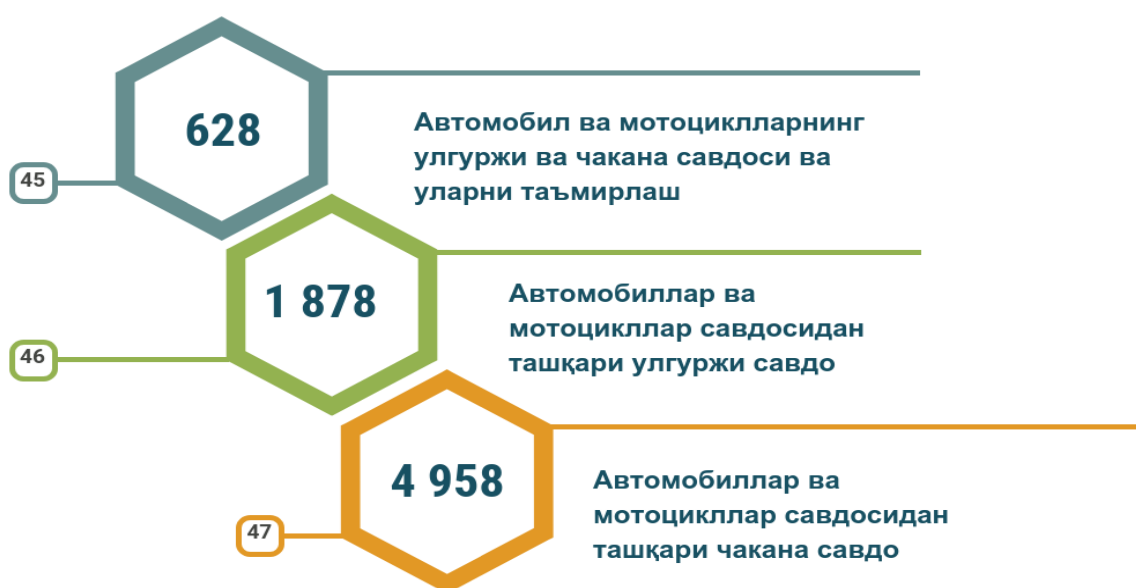 628
Автомобил ва мотоциклларнинг
улгуржи ва чакана савдоси ва
уларни таъмирлаш
45
1 878
Автомобиллар ва
мотоцикллар савдосидан
ташқари улгуржи савдо
46
4 958
Автомобиллар ва
мотоцикллар савдосидан
ташқари чакана савдо
47